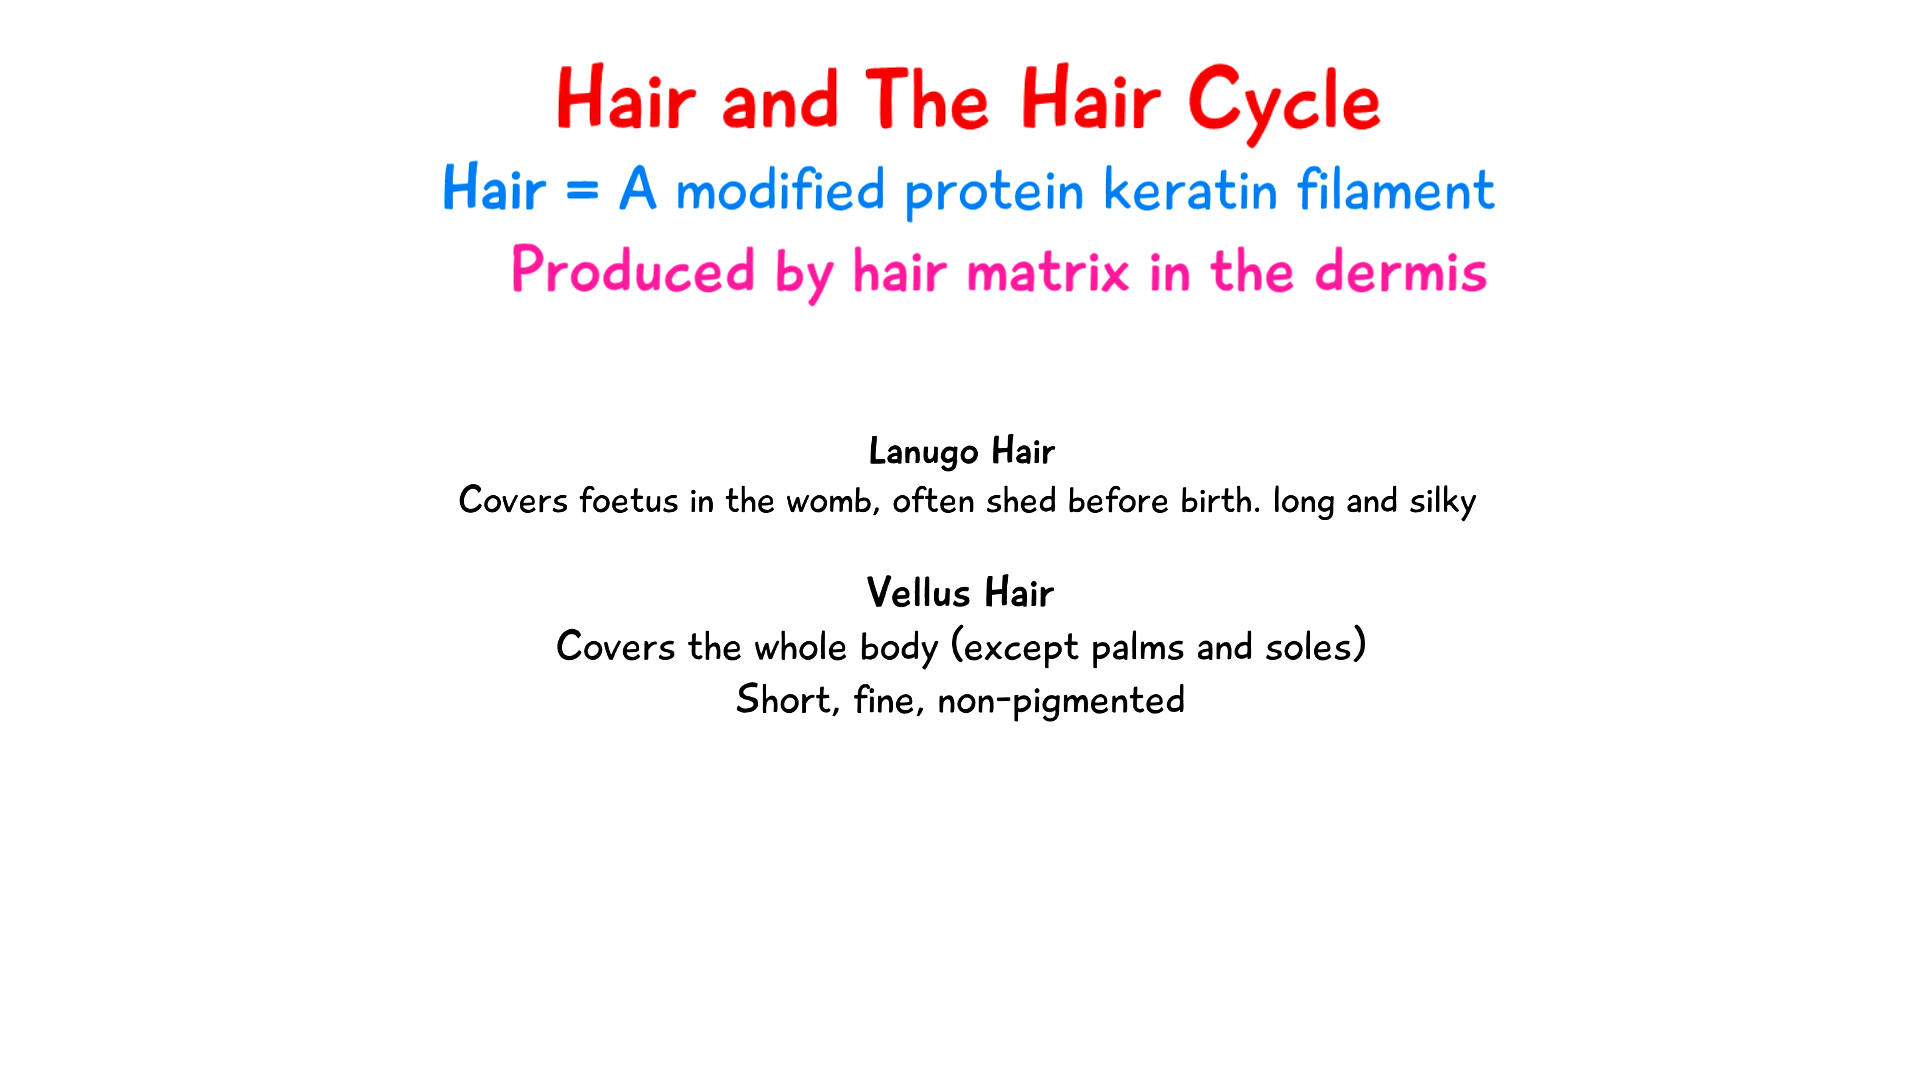 Hair and The Hair Cycle
Hair = A modified protein keratin filament
Produced by hair matrix in the dermis
Lanugo Hair
Covers foetus in the womb, often shed before birth. long and silky
Vellus Hair
Covers the whole body (except palms and soles)
Short, fine, non-pigmented